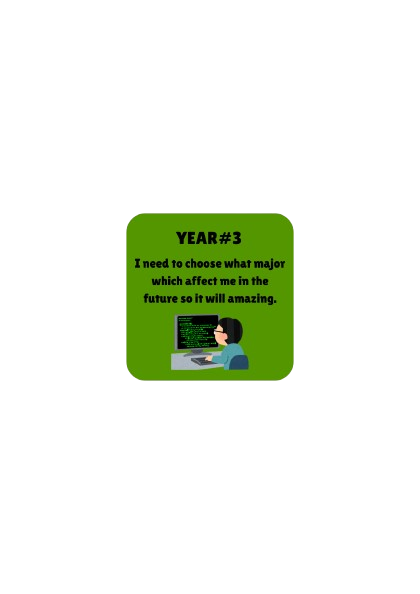 YEAR#3
I need to choose what major
which affect me in the
future so it will amazing.